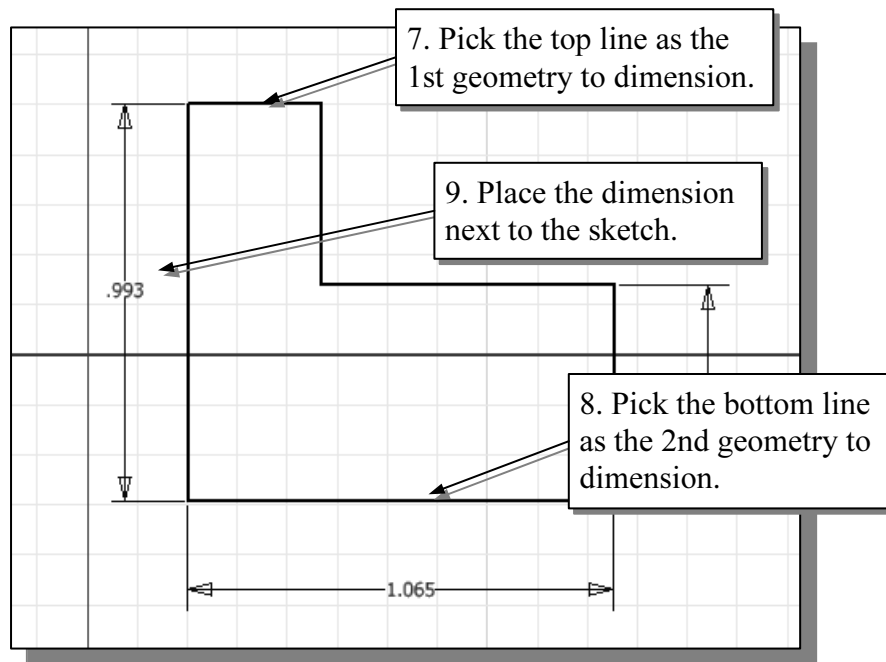 7. Pick the top line as the
1st geometry to dimension.
9. Place the dimension
next to the sketch.
.993
8. Pick the bottom line
as the 2nd geometry to
dimension.
1.065